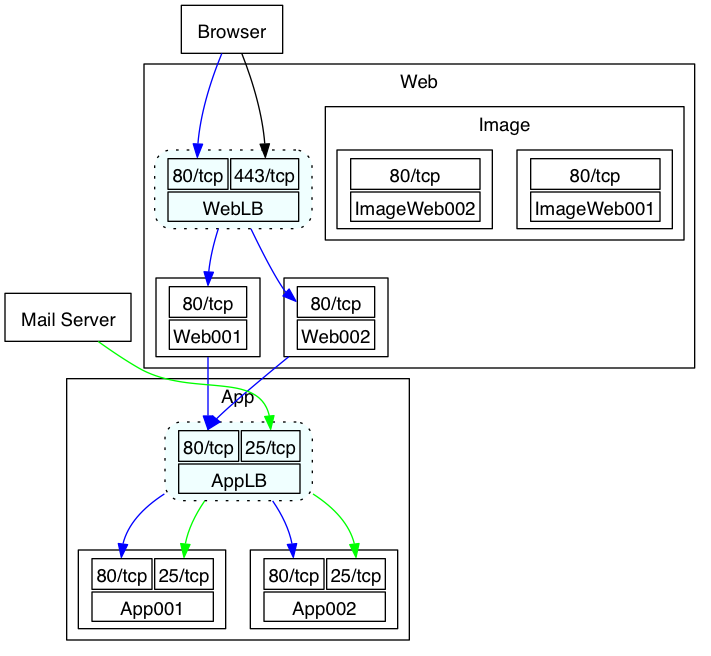 Browser
Web
Image
80/tcp 443/tcp
WebLB
80/tcp
ImageWeb002
80/tcp
ImageWeb001
80/tcp
Web001
80/tcp
Web002
Mail Server
App
80/tcp 25/tcp
AppLB
80/tcp 25/tcp
App001
80/tcp 25/tcp
App002